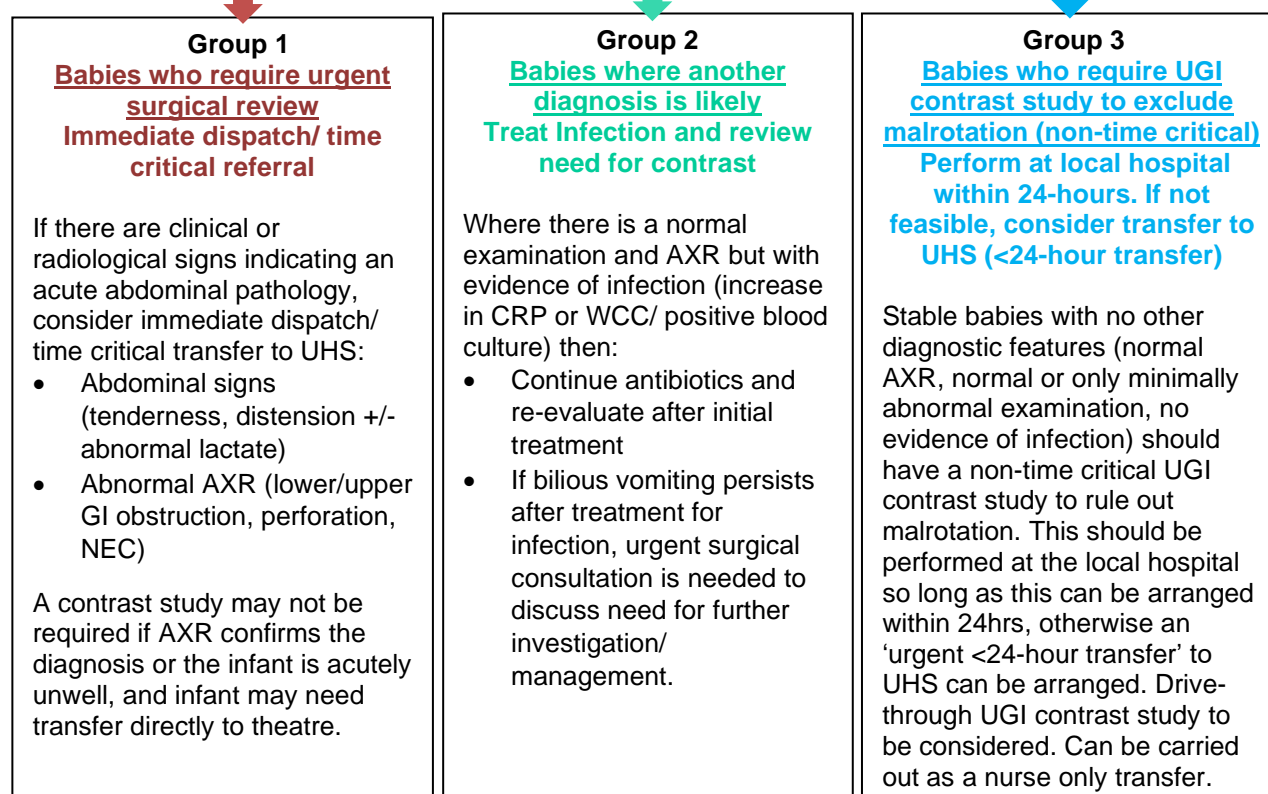 Group 1
Babies who require urgent
surgical review
Immediate dispatch/ time
critical referral
If there are clinical or
radiological signs indicating an
acute abdominal pathology,
consider immediate dispatch/
time critical transfer to UHS:
• Abdominal signs
(tenderness, distension +/-
abnormal lactate)
• Abnormal AXR (lower/upper
GI obstruction, perforation,
NEC)
A contrast study may not be
required if AXR confirms the
diagnosis or the infant is acutely
unwell, and infant may need
transfer directly to theatre.
Group 2
Babies where another
diagnosis is likely
Treat Infection and review
need for contrast
Where there is a normal
examination and AXR but with
evidence of infection (increase
in CRP or WCC/ positive blood
culture) then:
• Continue antibiotics and
re-evaluate after initial
treatment
• If bilious vomiting persists
after treatment for
infection, urgent surgical
consultation is needed to
discuss need for further
investigation/
management.
Group 3
Babies who require UGI
contrast study to exclude
malrotation (non-time critical)
Perform at local hospital
within 24-hours. If not
feasible, consider transfer to
UHS (<24-hour transfer)
Stable babies with no other
diagnostic features (normal
AXR, normal or only minimally
abnormal examination, no
evidence of infection) should
have a non-time critical UGI
contrast study to rule out
malrotation. This should be
performed at the local hospital
so long as this can be arranged
within 24hrs, otherwise an
‘urgent <24-hour transfer’ to
UHS can be arranged. Drive-
through UGI contrast study to
be considered. Can be carried
out as a nurse only transfer.